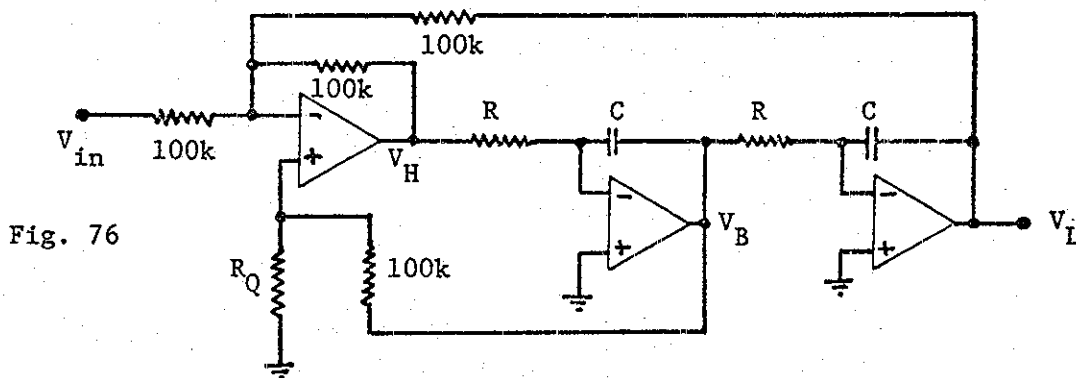 100k
100k
V_in
100k
-
+
V_H
R
C
R
C
-
+
V_B
-
+
V_L
Fig. 76
R_Q
100k